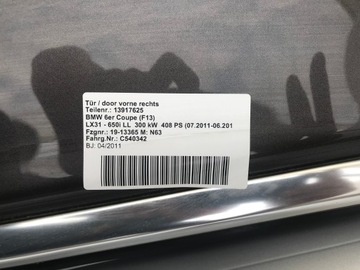 Tür / door vorne rechts
Teilenr.: 13917625
BMW 6er Coupe (F13)
LX31 - 650i LL 300 kW 408 PS (07.2011-06.201
Fzgnr.: 19-13365 M: N63
Fahrg.Nr.: C540342
BJ: 04/2011